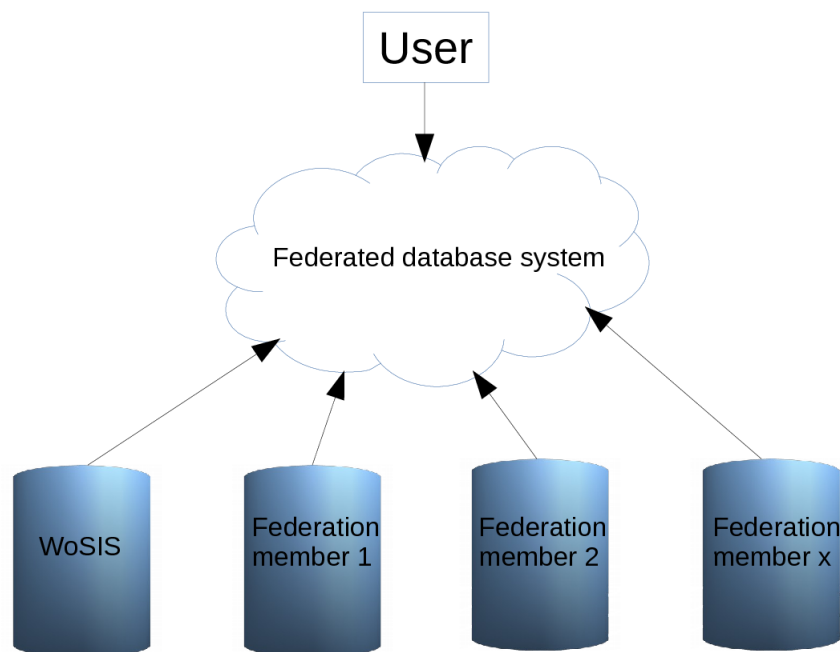 User
Federated database system
WoSIS
Federation
member 1
Federation
member 2
Federation
member x